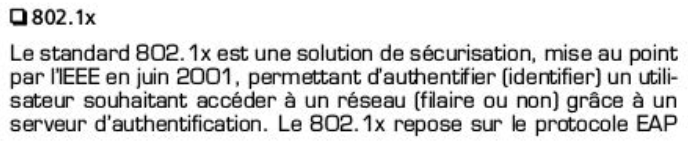 ❑ 802.1x
Le standard 802.1x est une solution de sécurisation, mise au point
par l'IEEE en juin 2001, permettant d'authentifier (identifier) un utili-
sateur souhaitant accéder à un réseau (filaire ou non) grâce à un
serveur d'authentification. Le 802.1x repose sur le protocole EAP